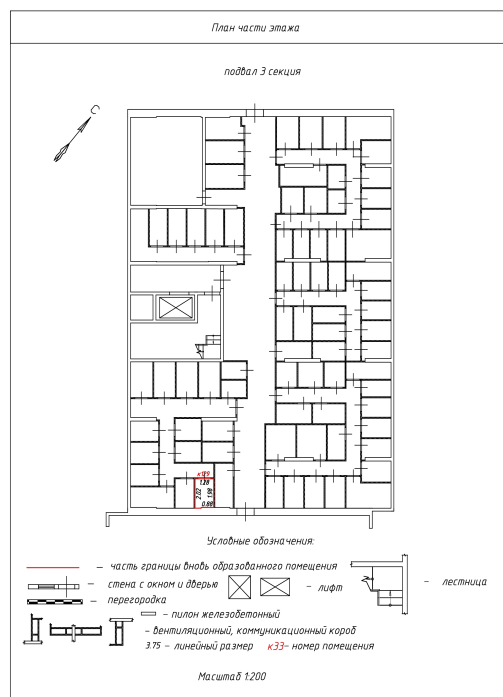 План части этажа
подвал 3 секция
С
Ю
к119
1.28
2.02
1.98
0.88
Условные обозначения:
– часть границы вновь образованного помещения
– стена с окном и дверью
– лифт
– лестница
– перегородка
– пилон железобетонный
– вентиляционный, коммуникационный короб
3.75 – линейный размер
к33– номер помещения
Масштаб 1:200